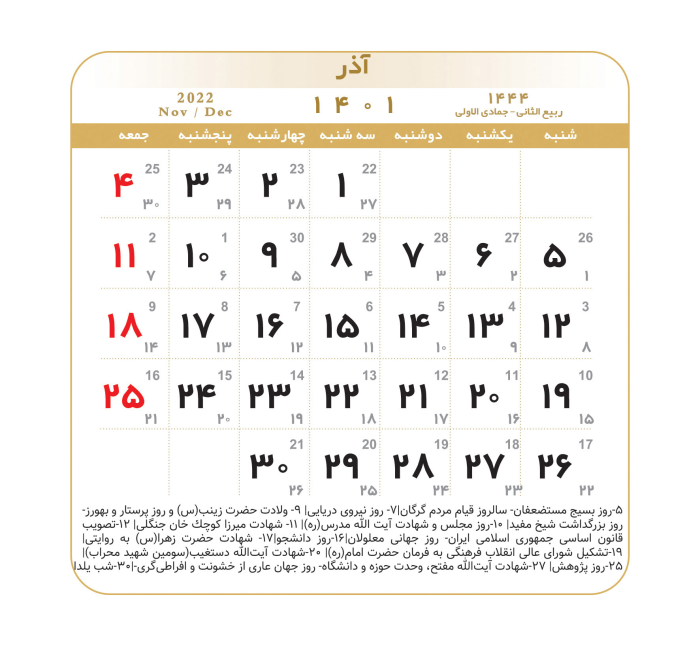 آذر
۱۴۴۴ ۱۴۰۱ 2022
ربیع الثانی - جمادی الاولی Nov / Dec
شنبه یکشنبه دوشنبه سه شنبه چهارشنبه پنجشنبه جمعه
22 23 24 25
۱ ۲ ۳ ۴
۲۷ ۲۸ ۲۹ ۳۰
26 27 28 29 30 1 2
۵ ۶ ۷ ۸ ۹ ۱۰ ۱۱
۱ ۲ ۳ ۴ ۵ ۶ ۷
3 4 5 6 7 8 9
۱۲ ۱۳ ۱۴ ۱۵ ۱۶ ۱۷ ۱۸
۸ ۹ ۱۰ ۱۱ ۱۲ ۱۳ ۱۴
10 11 12 13 14 15 16
۱۹ ۲۰ ۲۱ ۲۲ ۲۳ ۲۴ ۲۵
۱۵ ۱۶ ۱۷ ۱۸ ۱۹ ۲۰ ۲۱
17 18 19 20 21
۲۶ ۲۷ ۲۸ ۲۹ ۳۰
۲۲ ۲۳ ۲۴ ۲۵ ۲۶
۵-روز بسیج مستضعفان- سالروز قیام مردم گرگان|۷- روز نیروی دریایی| ۹- ولادت حضرت زینب(س) و روز پرستار و بهورز-
روز بزرگداشت شیخ مفید| ۱۰-روز مجلس و شهادت آیت الله مدرس(ره)| ۱۱- شهادت میرزا کوچک خان جنگلی| ۱۲-تصویب
قانون اساسی جمهوری اسلامی ایران- روز جهانی معلولان|۱۶-روز دانشجو|۱۷- شهادت حضرت زهرا(س) به روایتی|
۱۹-تشکیل شورای عالی انقلاب فرهنگی به فرمان حضرت امام(ره)| ۲۰-شهادت آیت‌الله دستغیب(سومین شهید محراب)|
۲۵-روز پژوهش| ۲۷-شهادت آیت‌الله مفتح، وحدت حوزه و دانشگاه- روز جهان عاری از خشونت و افراطی‌گری-|۳۰-شب یلدا